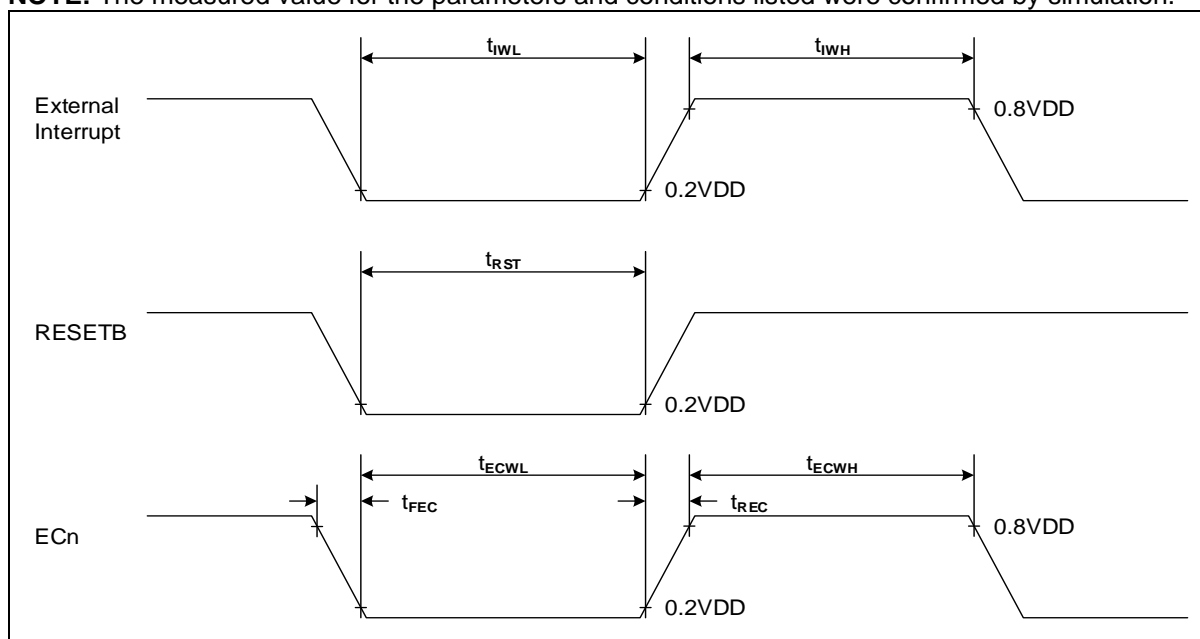 NOTE: The measured value for the parameters and conditions listed were confirmed by simulation.
tIWL
tIWH
External
Interrupt
0.8VDD
0.2VDD
tRST
RESETB
0.2VDD
tECWL
tECWH
tFEC
tREC
ECn
0.8VDD
0.2VDD